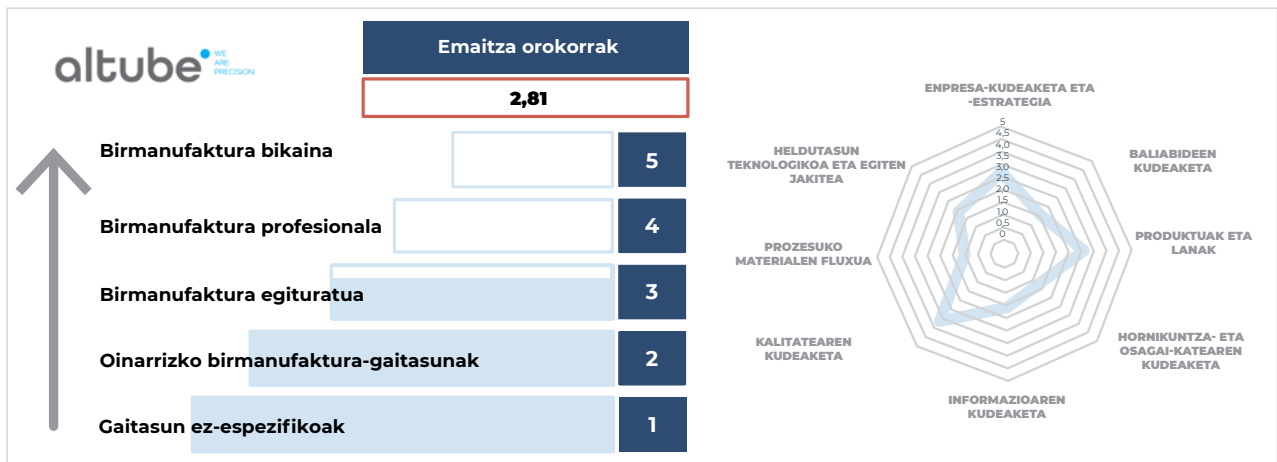 altube
WE
ARE
PRECISION
Emaitza orokorrak
2,81
Birmanufaktura bikaina
5
Birmanufaktura profesionala
4
Birmanufaktura egituratua
3
Oinarrizko birmanufaktura-gaitasunak
2
Gaitasun ez-espezifikoak
1
ENPRESA-KUDEAKETA ETA
-ESTRATEGIA
BALIABIDEEN
KUDEAKETA
PRODUKTUAK ETA
LANAK
HORNIKUNTZA- ETA
OSAGAI-KATEAREN
KUDEAKETA
INFORMAZIOAREN
KUDEAKETA
KALITATEAREN
KUDEAKETA
PROZESUKO
MATERIALEN FLUXUA
HELDUTASUN
TEKNOLOGIKOA ETA EGITEN
JAKITEA
5
4,5
4,0
3,5
3,0
2,5
2,0
1,5
1,0
0,5
0